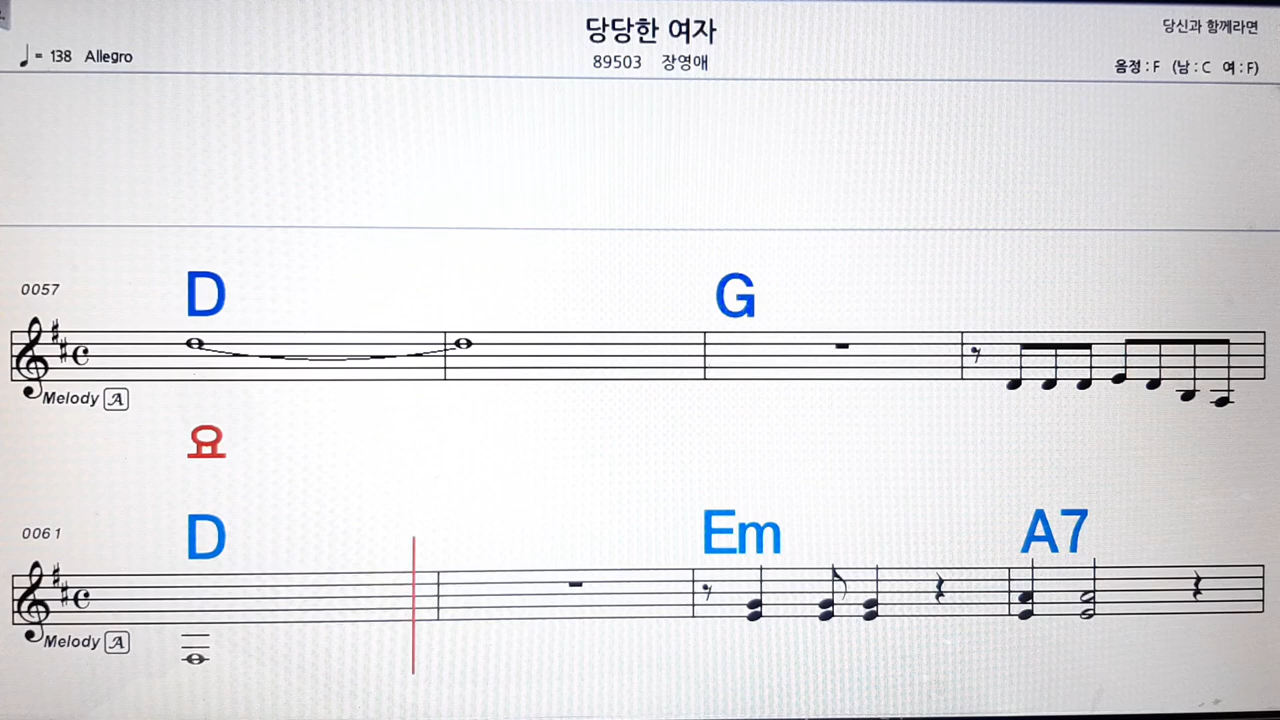 당당한 여자
당신과 함께라면
♩= 138 Allegro
89503 장영애
음정 : F (남 : C 여 : F)
0057
D G
Melody A
요
0061
D Em A7
Melody A